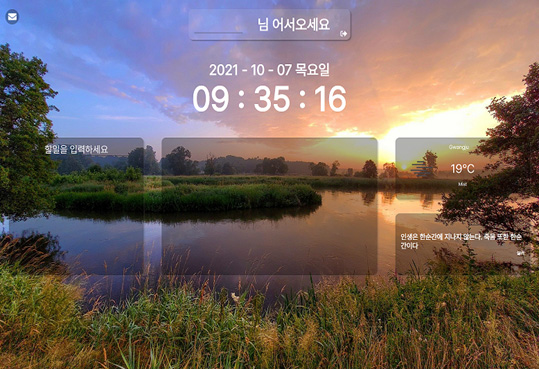 님 어서오세요
2021 - 10 - 07 목요일
09 : 35 : 16
할일을 입력하세요
Gwangju
19°C
Mist
인생은 한순간에 지나지 않는다. 죽음 또한 한순
간이다